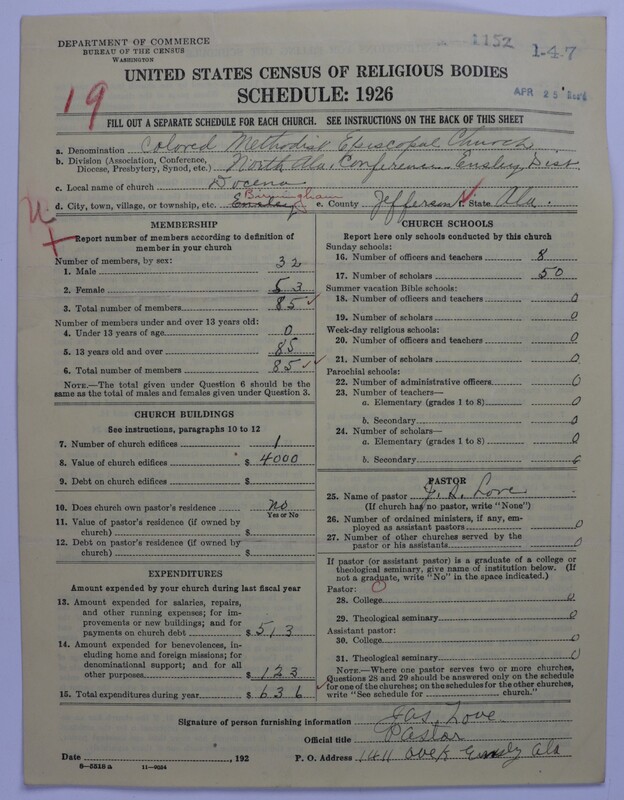 DEPARTMENT OF COMMERCE
BUREAU OF THE CENSUS
WASHINGTON
1152
1-4-7
APR 25
UNITED STATES CENSUS OF RELIGIOUS BODIES
SCHEDULE: 1926
19
FILL OUT A SEPARATE SCHEDULE FOR EACH CHURCH. SEE INSTRUCTIONS ON THE BACK OF THIS SHEET
a. Denomination Colored Methodist Episcopal Church
b. Division (Association, Conference, Diocese, Presbytery, Synod, etc.) North Ala. Conference Ensley Dist
c. Local name of church Docena
d. City, town, village, or township, etc. Ensley Birmingham e. County Jefferson f. State Ala.
MEMBERSHIP
Report number of members according to definition of
member in your church
Number of members, by sex:
1. Male 32
2. Female 53
3. Total number of members 85
Number of members under and over 13 years old:
4. Under 13 years of age 0
5. 13 years old and over 85
6. Total number of members 85
NOTE.—The total given under Question 6 should be
same as the total of males and females given under Question 3.
CHURCH BUILDINGS
See instructions, paragraphs 10 to 12
7. Number of church edifices 1
8. Value of church edifices $ 4000
9. Debt on church edifices $
10. Does church own pastor's residence no
Yes or No
11. Value of pastor's residence (if owned by
church) $
12. Debt on pastor's residence (if owned by
church) $
EXPENDITURES
Amount expended by your church during last fiscal year
13. Amount expended for salaries, repairs,
and other running expenses; for im-
provements or new buildings; and for
payments on church debt $ 513
14. Amount expended for benevolences, in-
cluding home and foreign missions; for
denominational support; and for all
other purposes $ 123
15. Total expenditures during year $ 636
CHURCH SCHOOLS
Report here only schools conducted by this church
Sunday schools:
16. Number of officers and teachers 8
17. Number of scholars 50
Summer vacation Bible schools:
18. Number of officers and teachers 0
19. Number of scholars 0
Week-day religious schools:
20. Number of officers and teachers 0
21. Number of scholars 0
Parochial schools:
22. Number of administrative officers 0
23. Number of teachers—
a. Elementary (grades 1 to 8) 0
b. Secondary 0
24. Number of scholars—
a. Elementary (grades 1 to 8) 0
b. Secondary 0
PASTOR
25. Name of pastor Love
(If church has no pastor, write "None")
26. Number of ordained ministers, if any, em-
ployed as assistant pastors 0
27. Number of other churches served by the
pastor or his assistants 0
If pastor (or assistant pastor) is a graduate of a college or
theological seminary, give name of institution below. (If
not a graduate, write "No" in the space indicated.)
Pastor: 0
28. College 0
29. Theological seminary 0
Assistant pastor:
30. College 0
31. Theological seminary 0
NOTE.—Where one pastor serves two or more churches,
Questions 28 and 29 should be answered only on the schedule
for one of the churches; on the schedules for the other churches,
write "See schedule for church."
Signature of person furnishing information Jas. Love
Official title Pastor
Date , 192 P. O. Address 1411 Ensley Ala
8-5518 a 11-9054